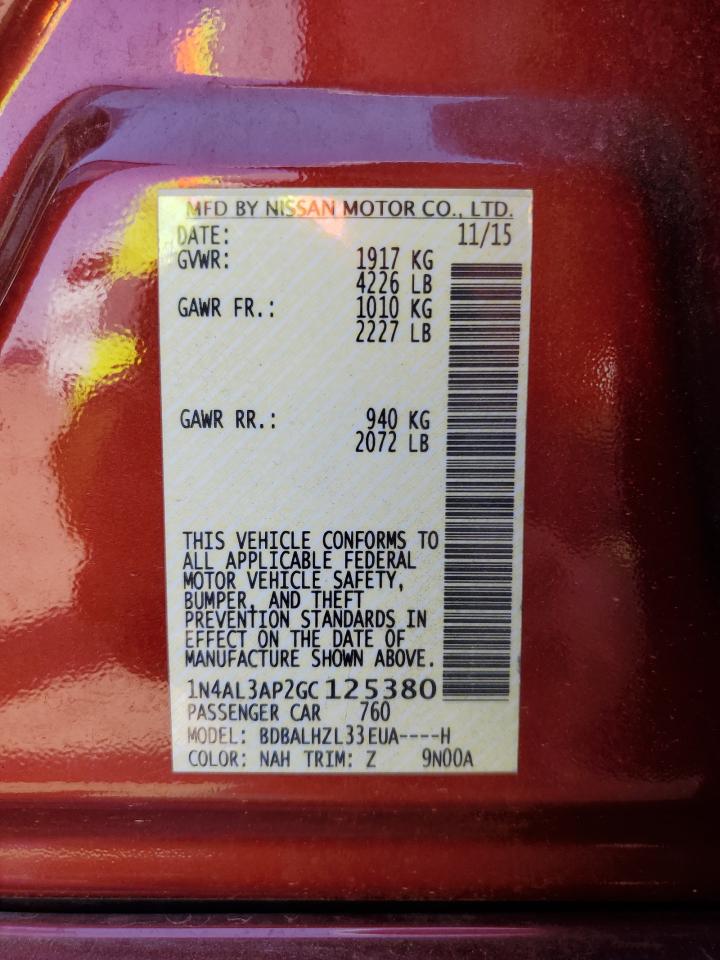 MFD BY NISSAN MOTOR CO., LTD.
DATE: 11/15
GVWR: 1917 KG
4226 LB
GAWR FR.: 1010 KG
2227 LB
GAWR RR.: 940 KG
2072 LB
THIS VEHICLE CONFORMS TO
ALL APPLICABLE FEDERAL
MOTOR VEHICLE SAFETY,
BUMPER, AND THEFT
PREVENTION STANDARDS IN
EFFECT ON THE DATE OF
MANUFACTURE SHOWN ABOVE.
1N4AL3AP2GC125380
PASSENGER CAR 760
MODEL: BDBALHZL33EUA----H
COLOR: NAH TRIM: Z 9N00A